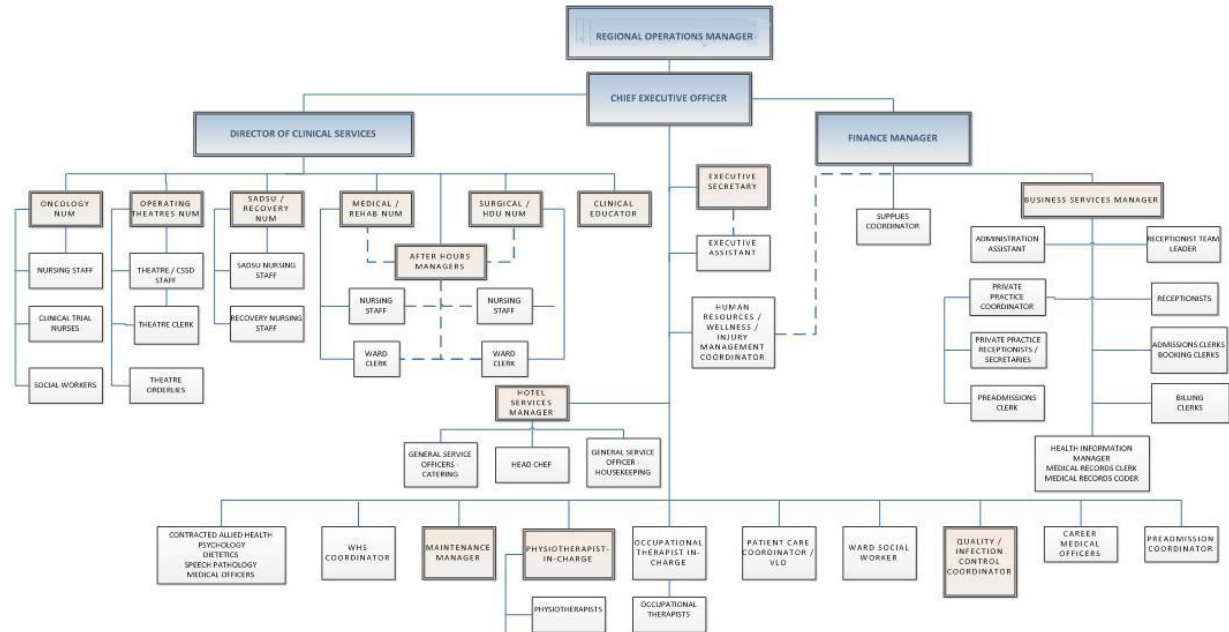 REGIONAL OPERATIONS MANAGER
CHIEF EXECUTIVE OFFICER
DIRECTOR OF CLINICAL SERVICES
FINANCE MANAGER
ONCOLOGY
NUM
OPERATING
THEATRES NUM
SADSU /
RECOVERY
NUM
MEDICAL /
REHAB NUM
SURGICAL /
HDU NUM
CLINICAL
EDUCATOR
EXECUTIVE
SECRETARY
BUSINESS SERVICES MANAGER
SUPPLIES
COORDINATOR
AFTER HOURS
MANAGERS
EXECUTIVE
ASSISTANT
ADMINISTRATION
ASSISTANT
RECEPTIONIST TEAM
LEADER
NURSING STAFF
THEATRE / CSSD
STAFF
SADSU NURSING
STAFF
NURSING
STAFF
NURSING
STAFF
HUMAN
RESOURCES /
WELLNESS /
INJURY
MANAGEMENT
COORDINATOR
PRIVATE
PRACTICE
COORDINATOR
RECEPTIONISTS
CLINICAL TRIAL
NURSES
THEATRE CLERK
RECOVERY NURSING
STAFF
WARD
CLERK
WARD
CLERK
PRIVATE PRACTICE
RECEPTIONISTS /
SECRETARIES
ADMISSIONS CLERKS
BOOKING CLERKS
SOCIAL WORKERS
THEATRE
ORDERLIES
HOTEL
SERVICES
MANAGER
PREADMISSIONS
CLERK
BILLING
CLERKS
GENERAL SERVICE
OFFICERS -
CATERING
HEAD CHEF
GENERAL SERVICE
OFFICER -
HOUSEKEEPING
HEALTH INFORMATION
MANAGER
MEDICAL RECORDS CLERK
MEDICAL RECORDS CODER
CONTRACTED ALLIED HEALTH
PSYCHOLOGY
DIETETICS
SPEECH PATHOLOGY
MEDICAL OFFICERS
WHS
COORDINATOR
MAINTENANCE
MANAGER
PHYSIOTHERAPIST-
IN-CHARGE
OCCUPATIONAL
THERAPIST IN-
CHARGE
PATIENT CARE
COORDINATOR /
VLO
WARD SOCIAL
WORKER
QUALITY /
INFECTION
CONTROL
COORDINATOR
CAREER
MEDICAL
OFFICERS
PREADMISSION
COORDINATOR
PHYSIOTHERAPISTS
OCCUPATIONAL
THERAPISTS